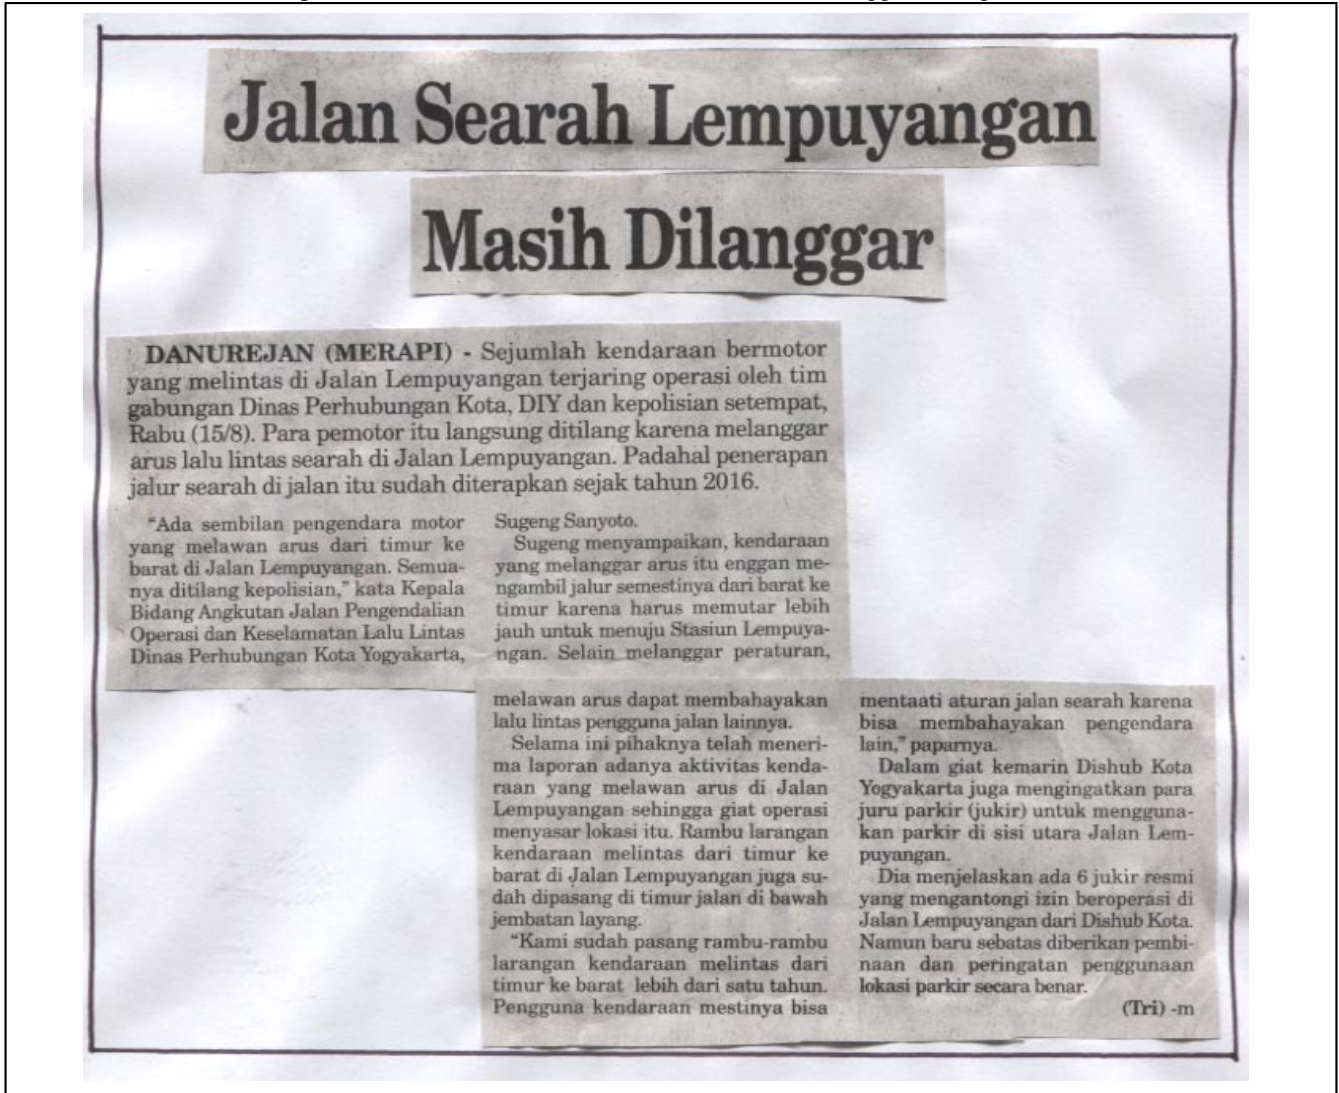 Jalan Searah Lempuyangan
Masih Dilanggar
DANUREJAN (MERAPI) - Sejumlah kendaraan bermotor
yang melintas di Jalan Lempuyangan terjaring operasi oleh tim
gabungan Dinas Perhubungan Kota, DIY dan kepolisian setempat,
Rabu (15/8). Para pemotor itu langsung ditilang karena melanggar
arus lalu lintas searah di Jalan Lempuyangan. Padahal penerapan
jalur searah di jalan itu sudah diterapkan sejak tahun 2016.
"Ada sembilan pengendara motor
yang melawan arus dari timur ke
barat di Jalan Lempuyangan. Semua-
nya ditilang kepolisian," kata Kepala
Bidang Angkutan Jalan Pengendalian
Operasi dan Keselamatan Lalu Lintas
Dinas Perhubungan Kota Yogyakarta,
Sugeng Sanyoto.
Sugeng menyampaikan, kendaraan
yang melanggar arus itu enggan me-
ngambil jalur semestinya dari barat ke
timur karena harus memutar lebih
jauh untuk menuju Stasiun Lempuya-
ngan. Selain melanggar peraturan,
melawan arus dapat membahayakan
lalu lintas pengguna jalan lainnya.
Selama ini pihaknya telah meneri-
ma laporan adanya aktivitas kenda-
raan yang melawan arus di Jalan
Lempuyangan sehingga giat operasi
menyasar lokasi itu. Rambu larangan
kendaraan melintas dari timur ke
barat di Jalan Lempuyangan juga su-
dah dipasang di timur jalan di bawah
jembatan layang.
"Kami sudah pasang rambu-rambu
larangan kendaraan melintas dari
timur ke barat lebih dari satu tahun.
Pengguna kendaraan mestinya bisa
mentaati aturan jalan searah karena
bisa membahayakan pengendara
lain," paparnya.
Dalam giat kemarin Dishub Kota
Yogyakarta juga mengingatkan para
juru parkir (jukir) untuk mengguna-
kan parkir di sisi utara Jalan Lem-
puyangan.
Dia menjelaskan ada 6 jukir resmi
yang mengantongi izin beroperasi di
Jalan Lempuyangan dari Dishub Kota.
Namun baru sebatas diberikan pembi-
naan dan peringatan penggunaan
lokasi parkir secara benar.
(Tri) -m